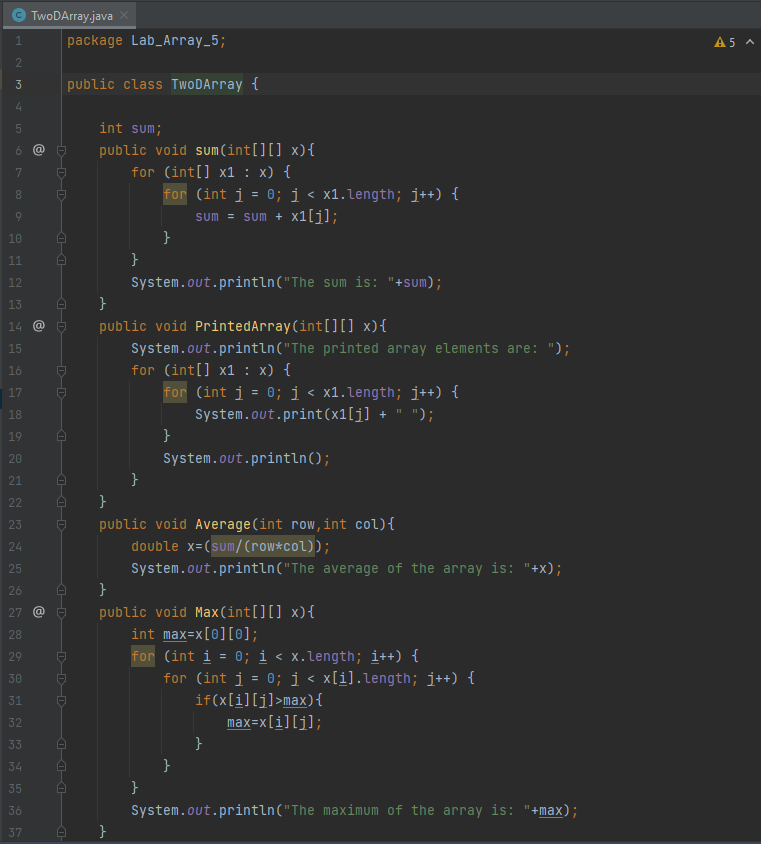 TwoDArray.java
5
1 package Lab_Array_5;
2
3 public class TwoDArray {
4
5     int sum;
6 @     public void sum(int[][] x){
7         for (int[] x1 : x) {
8             for (int j = 0; j < x1.length; j++) {
9                 sum = sum + x1[j];
10             }
11         }
12         System.out.println("The sum is: "+sum);
13     }
14 @     public void PrintedArray(int[][] x){
15         System.out.println("The printed array elements are: ");
16         for (int[] x1 : x) {
17             for (int j = 0; j < x1.length; j++) {
18                 System.out.print(x1[j] + " ");
19             }
20             System.out.println();
21         }
22     }
23     public void Average(int row,int col){
24         double x=(sum/(row*col));
25         System.out.println("The average of the array is: "+x);
26     }
27 @     public void Max(int[][] x){
28         int max=x[0][0];
29         for (int i = 0; i < x.length; i++) {
30             for (int j = 0; j < x[i].length; j++) {
31                 if(x[i][j]>max){
32                     max=x[i][j];
33                 }
34             }
35         }
36         System.out.println("The maximum of the array is: "+max);
37     }